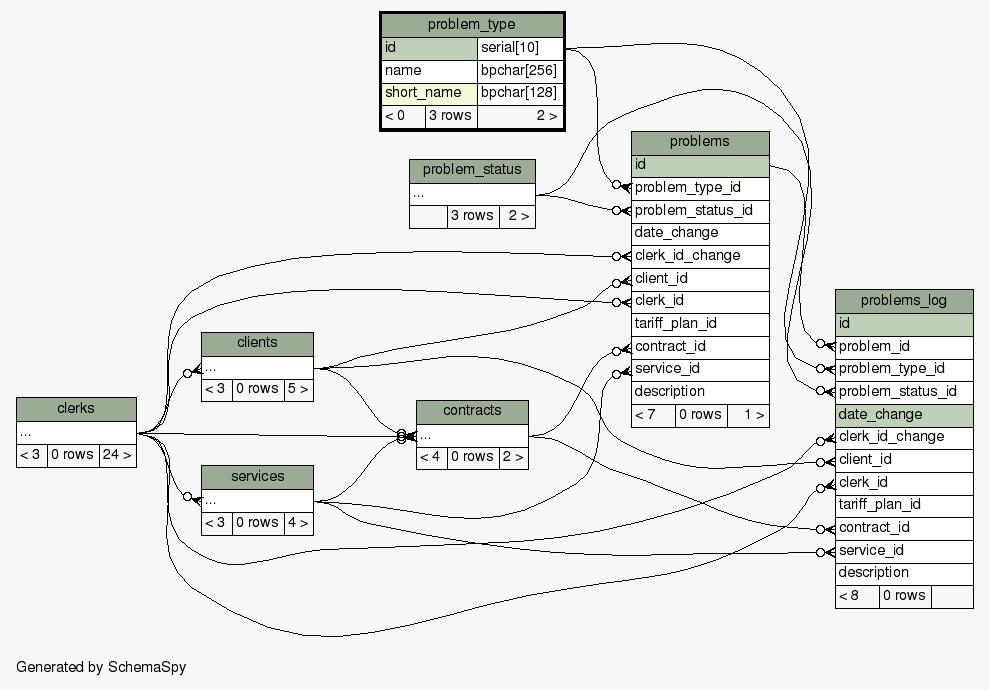 problem_type
id serial[10]
name bpchar[256]
short_name bpchar[128]
< 0 3 rows 2 >
problem_status
...
3 rows 2 >
problems
id
problem_type_id
problem_status_id
date_change
clerk_id_change
client_id
clerk_id
tariff_plan_id
contract_id
service_id
description
< 7 0 rows 1 >
problems_log
id
problem_id
problem_type_id
problem_status_id
date_change
clerk_id_change
client_id
clerk_id
tariff_plan_id
contract_id
service_id
description
< 8 0 rows
clients
...
< 3 0 rows 5 >
clerks
...
< 3 0 rows 24 >
contracts
...
< 4 0 rows 2 >
services
...
< 3 0 rows 4 >
Generated by SchemaSpy